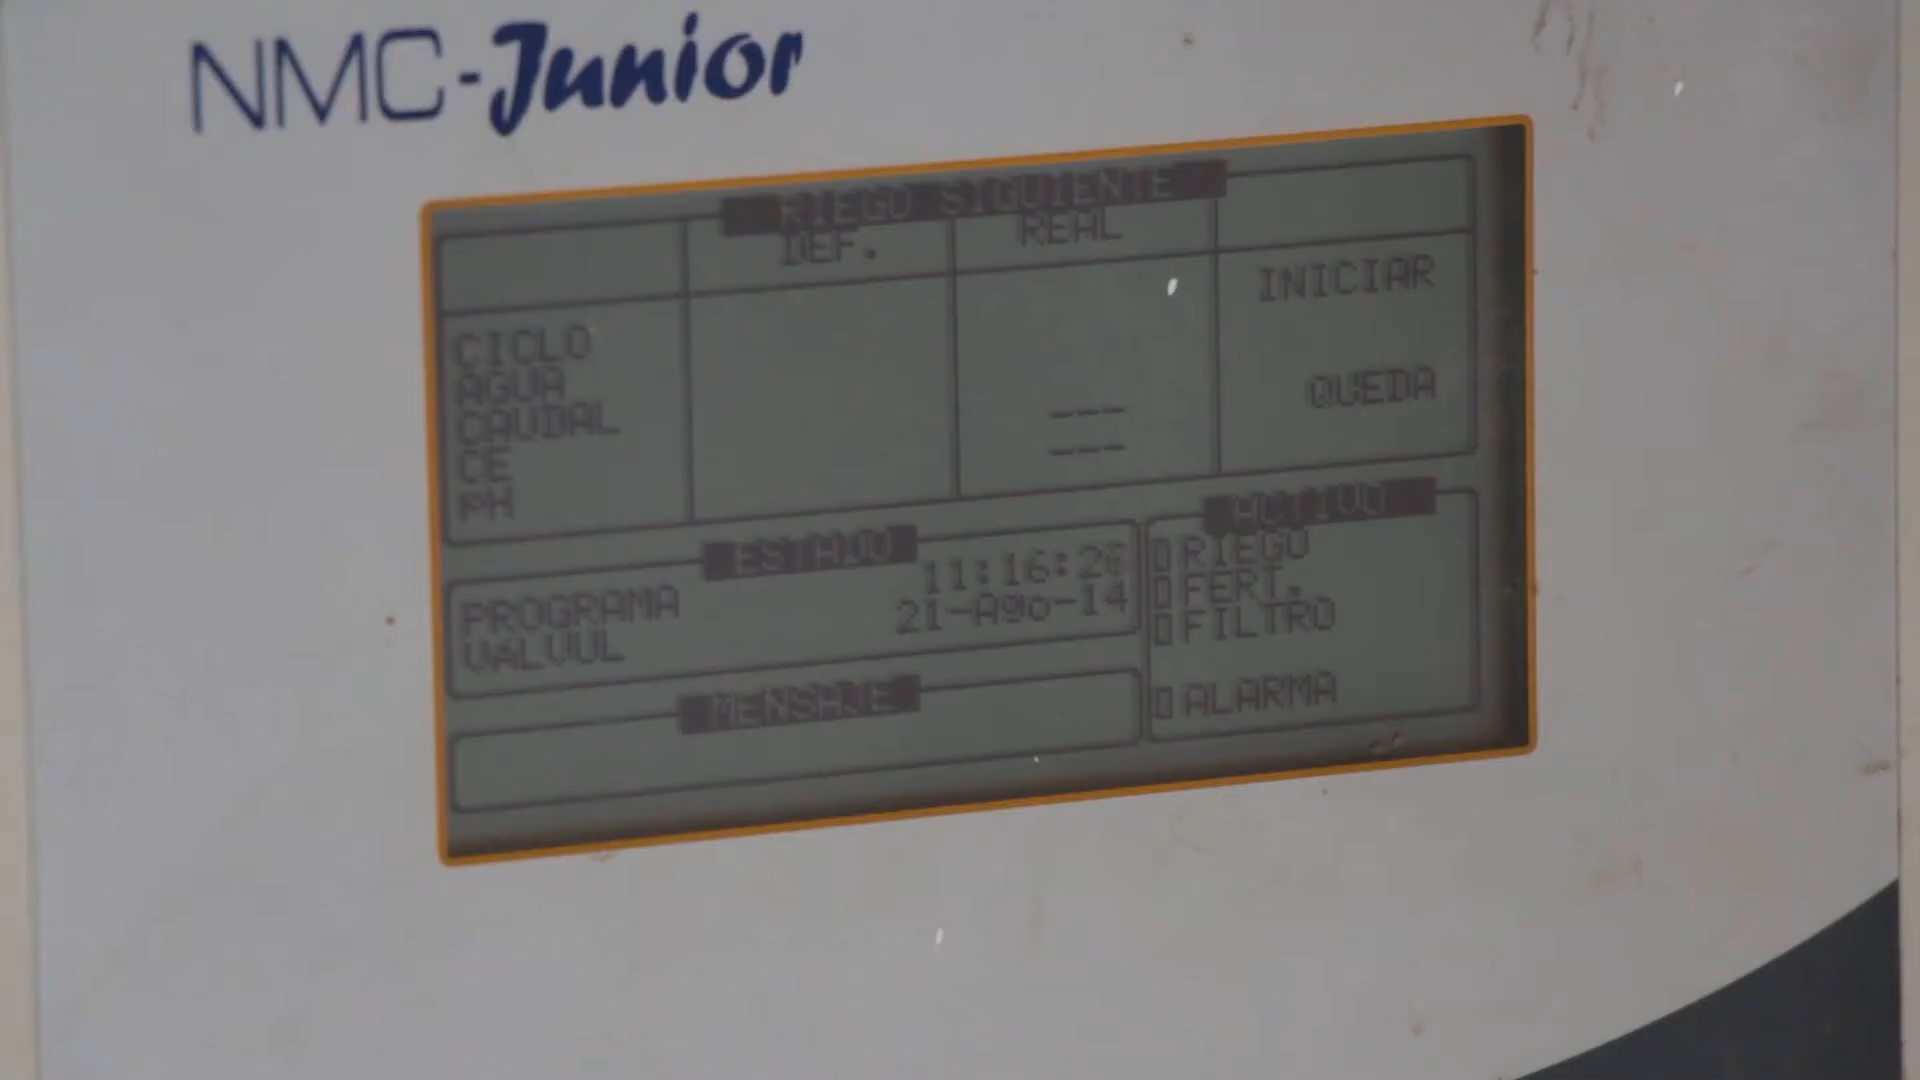 NMC-Junior
RIEGO SIGUIENTE
DEF. REAL
INICIAR
CICLO
AGUA
CAUDAL ---
CE ---
PH
QUEDA
ESTADO
11:16:26
PROGRAMA 21-Ago-14
VALVUL
ACTIVO
RIEGO
FERT.
FILTRO
ALARMA
MENSAJE